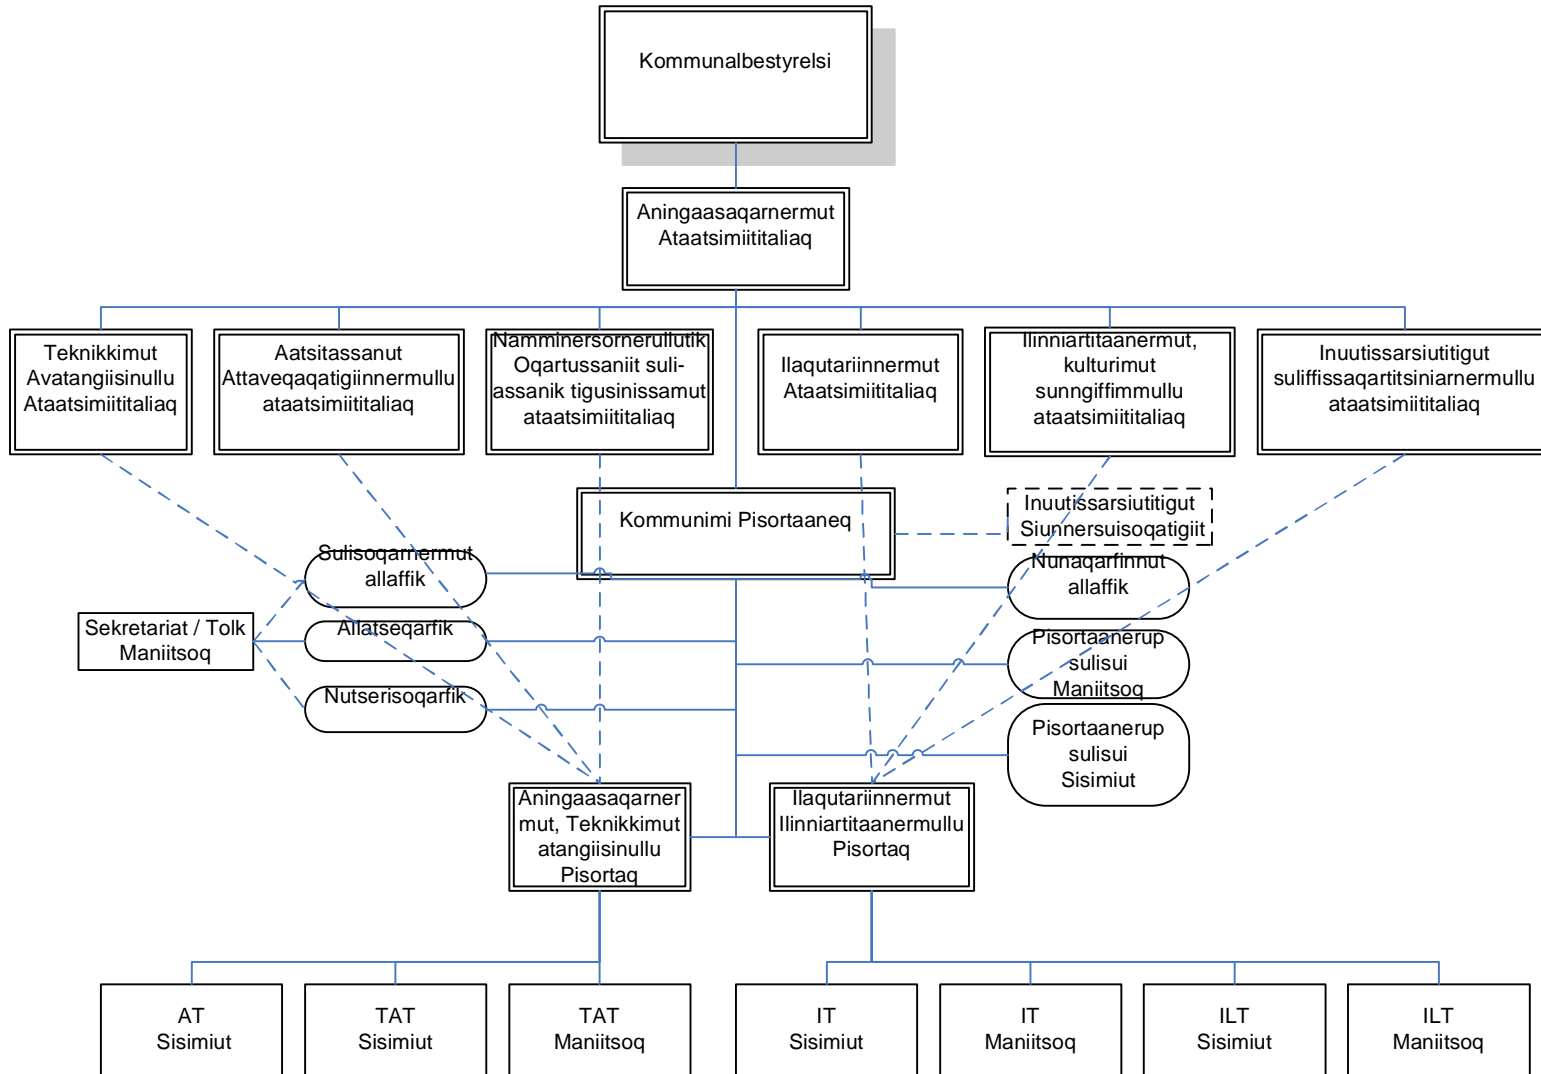 Kommunalbestyrelsi
Aningaasaqarnermut
Ataatsimiititaliaq
Teknikkimut
Avatangiisinullu
Ataatsimiititaliaq
Aatsitassanut
Attaveqaqatigiinnermullu
ataatsimiititaliaq
Namminersornerullutik
Oqartussaniit suli-
assanik tigusinissamut
ataatsimiititaliaq
Ilaqutariinnermut
Ataatsimiititaliaq
Ilinniartitaanermut,
kulturimut
sunngiffimmullu
ataatsimiititaliaq
Inuutissarsiutitigut
suliffissaqartitsiniarnermullu
ataatsimiititaliaq
Kommunimi Pisortaaneq
Inuutissarsiutitigut
Siunnersuisoqatigiit
Sulisoqarnermut
allaffik
Nunaqarfinnut
allaffik
Sekretariat / Tolk
Maniitsoq
Allatseqarfik
Pisortaanerup
sulisui
Maniitsoq
Nutserisoqarfik
Pisortaanerup
sulisui
Sisimiut
Aningaasaqarner
mut, Teknikkimut
atangiisinullu
Pisortaq
Ilaqutariinnermut
Ilinniartitaanermullu
Pisortaq
AT
Sisimiut
TAT
Sisimiut
TAT
Maniitsoq
IT
Sisimiut
IT
Maniitsoq
ILT
Sisimiut
ILT
Maniitsoq